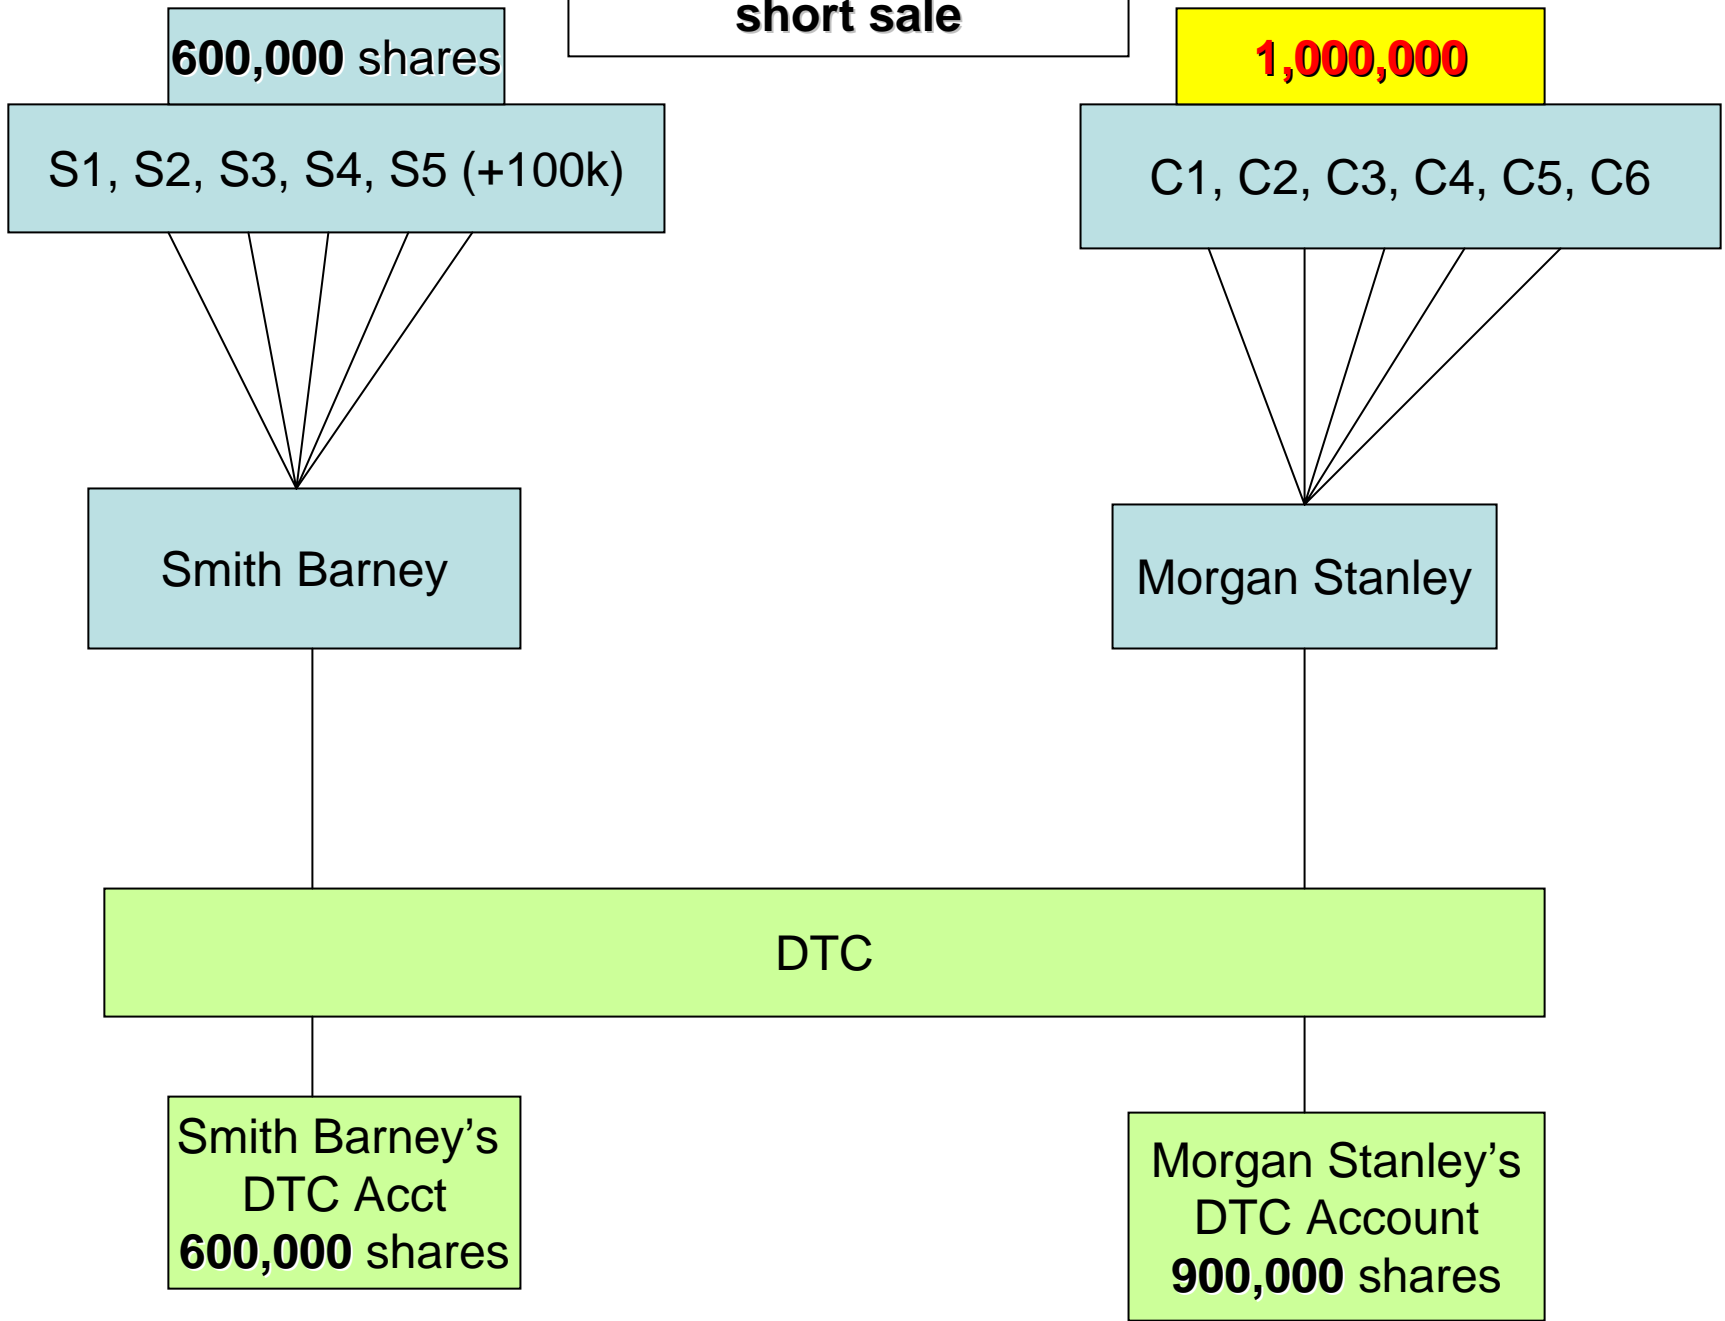 short sale
600,000 shares
1,000,000
S1, S2, S3, S4, S5 (+100k)
C1, C2, C3, C4, C5, C6
Smith Barney
Morgan Stanley
DTC
Smith Barney’s
DTC Acct
600,000 shares
Morgan Stanley’s
DTC Account
900,000 shares